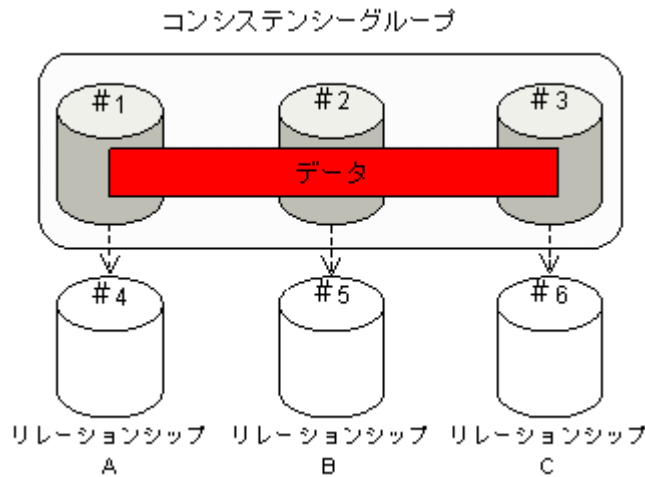 コンシステンシーグループ
#1 #2 #3
データ
#4 #5 #6
リレーションシップ リレーションシップ リレーションシップ
A B C